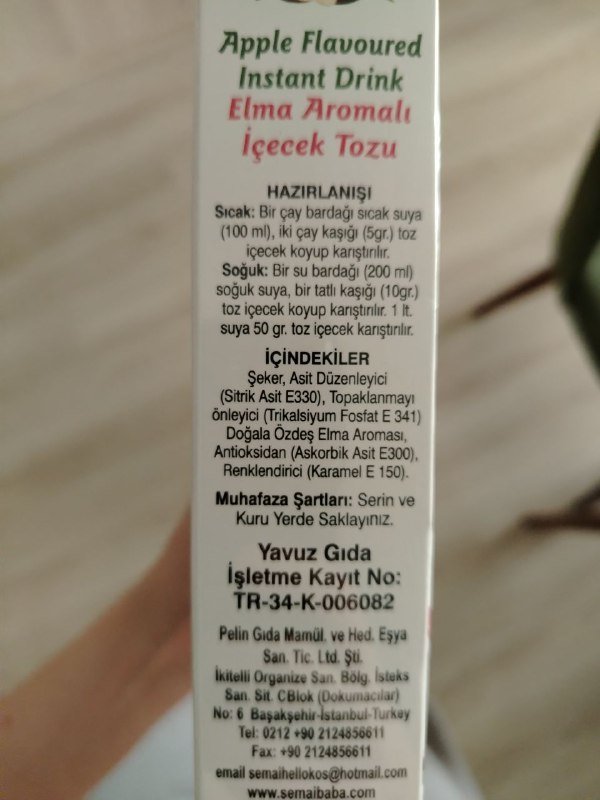 Apple Flavoured
Instant Drink
Elma Aromalı
İçecek Tozu
HAZIRLANIŞI
Sıcak: Bir çay bardağı sıcak suya
(100 ml), iki çay kaşığı (5gr.) toz
içecek koyup karıştırılır.
Soğuk: Bir su bardağı (200 ml)
soğuk suya, bir tatlı kaşığı (10gr.)
toz içecek koyup karıştırılır. 1 lt.
suya 50 gr. toz içecek karıştırılır.
İÇİNDEKİLER
Şeker, Asit Düzenleyici
(Sitrik Asit E330), Topaklanmayı
önleyici (Trikalsiyum Fosfat E 341)
Doğala Özdeş Elma Aroması,
Antioksidan (Askorbik Asit E300),
Renklendirici (Karamel E 150).
Muhafaza Şartları: Serin ve
Kuru Yerde Saklayınız.
Yavuz Gıda
İşletme Kayıt No:
TR-34-K-006082
Pelin Gıda Mamül. ve Hed. Eşya
San. Tic. Ltd. Şti.
İkitelli Organize San. Bölg. İsteks
San. Sit. CBlok (Dokumacılar)
No: 6 Başakşehir-İstanbul-Turkey
Tel: 0212 +90 2124856611
Fax: +90 2124856611
email semaihellokos@hotmail.com
www.semaibaba.com